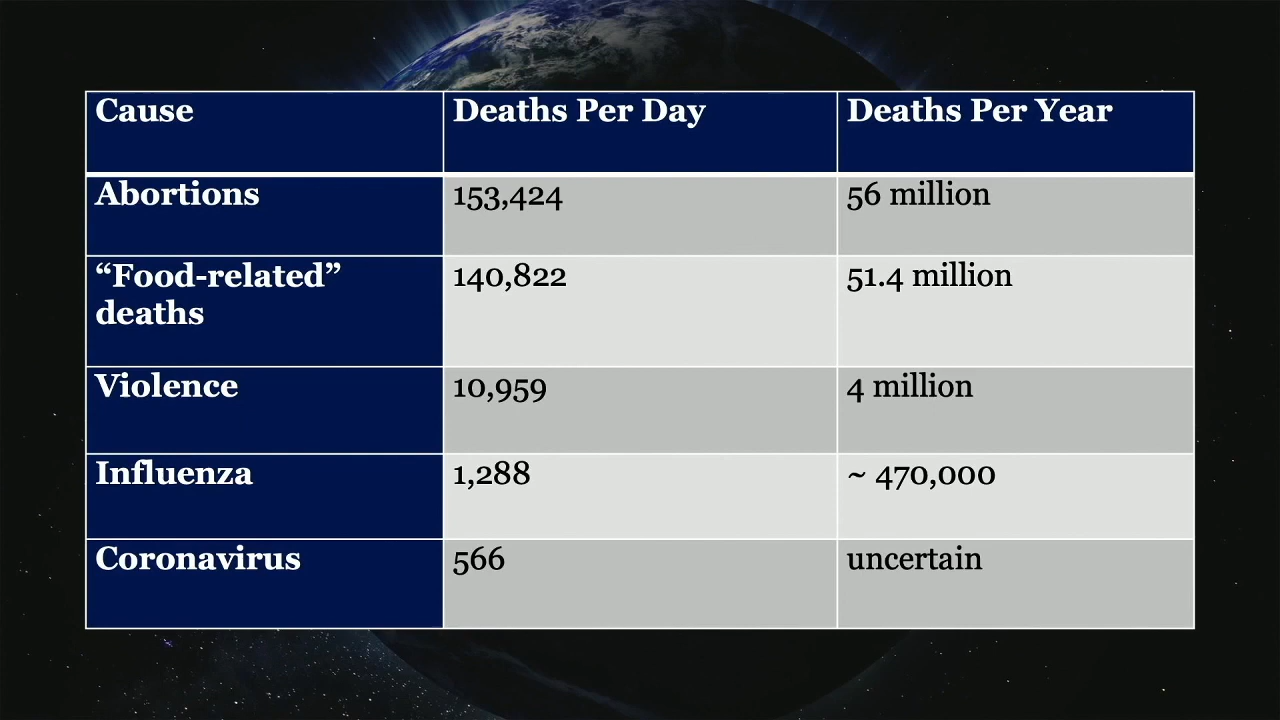 Cause Deaths Per Day Deaths Per Year
Abortions 153,424 56 million
“Food-related” 140,822 51.4 million
deaths
Violence 10,959 4 million
Influenza 1,288 ~ 470,000
Coronavirus 566 uncertain